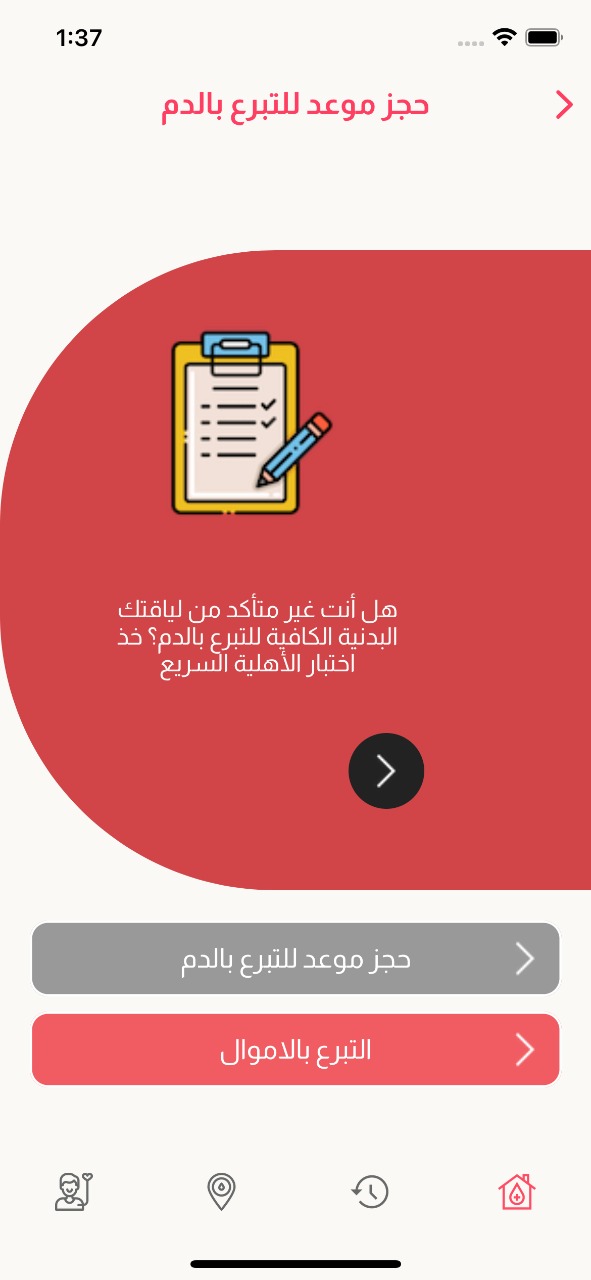 1:37
حجز موعد للتبرع بالدم
هل أنت غير متأكد من لياقتك
البدنية الكافية للتبرع بالدم؟ خذ
اختبار الأهلية السريع
حجز موعد للتبرع بالدم
التبرع بالاموال